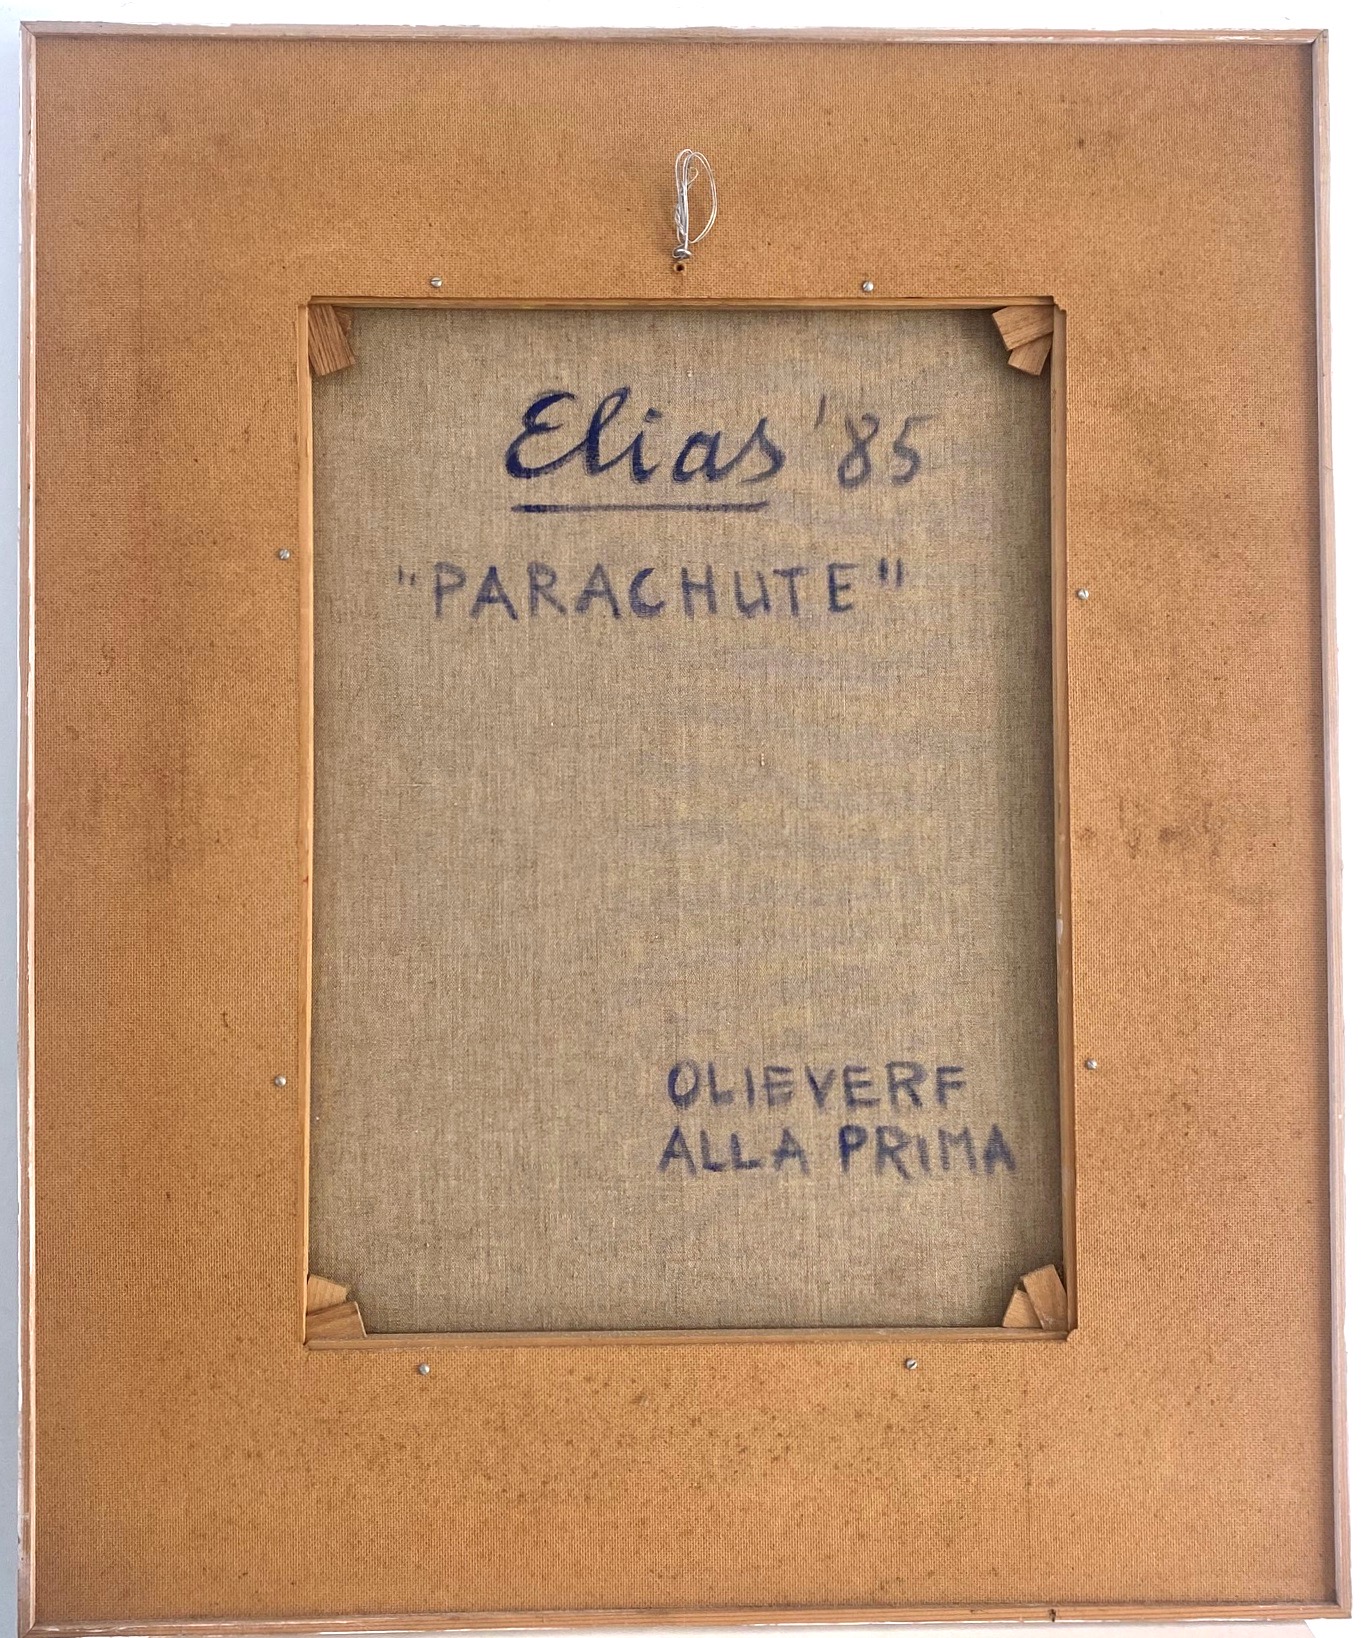 Elias '85
"PARACHUTE"
OLIEVERF
ALLA PRIMA